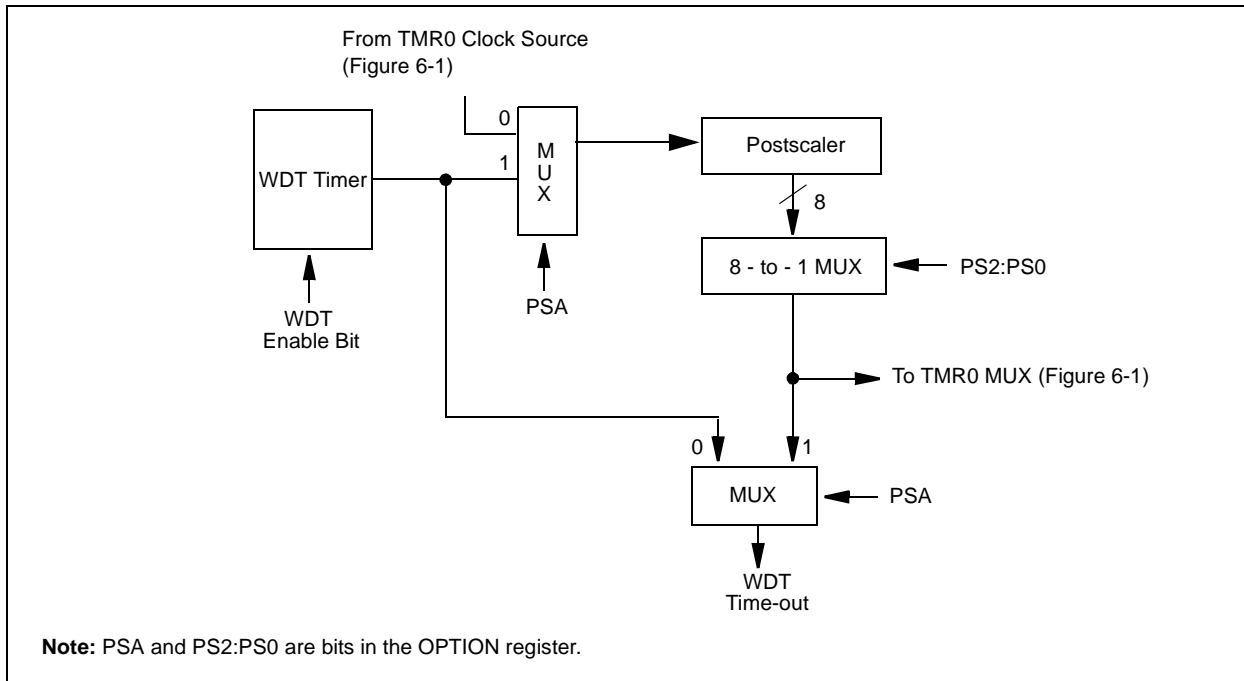 From TMR0 Clock Source
(Figure 6-1)
0
1
M
U
X
WDT Timer
Postscaler
8
8 - to - 1 MUX
PS2:PS0
PSA
WDT
Enable Bit
To TMR0 MUX (Figure 6-1)
0
1
MUX
PSA
WDT
Time-out
Note: PSA and PS2:PS0 are bits in the OPTION register.